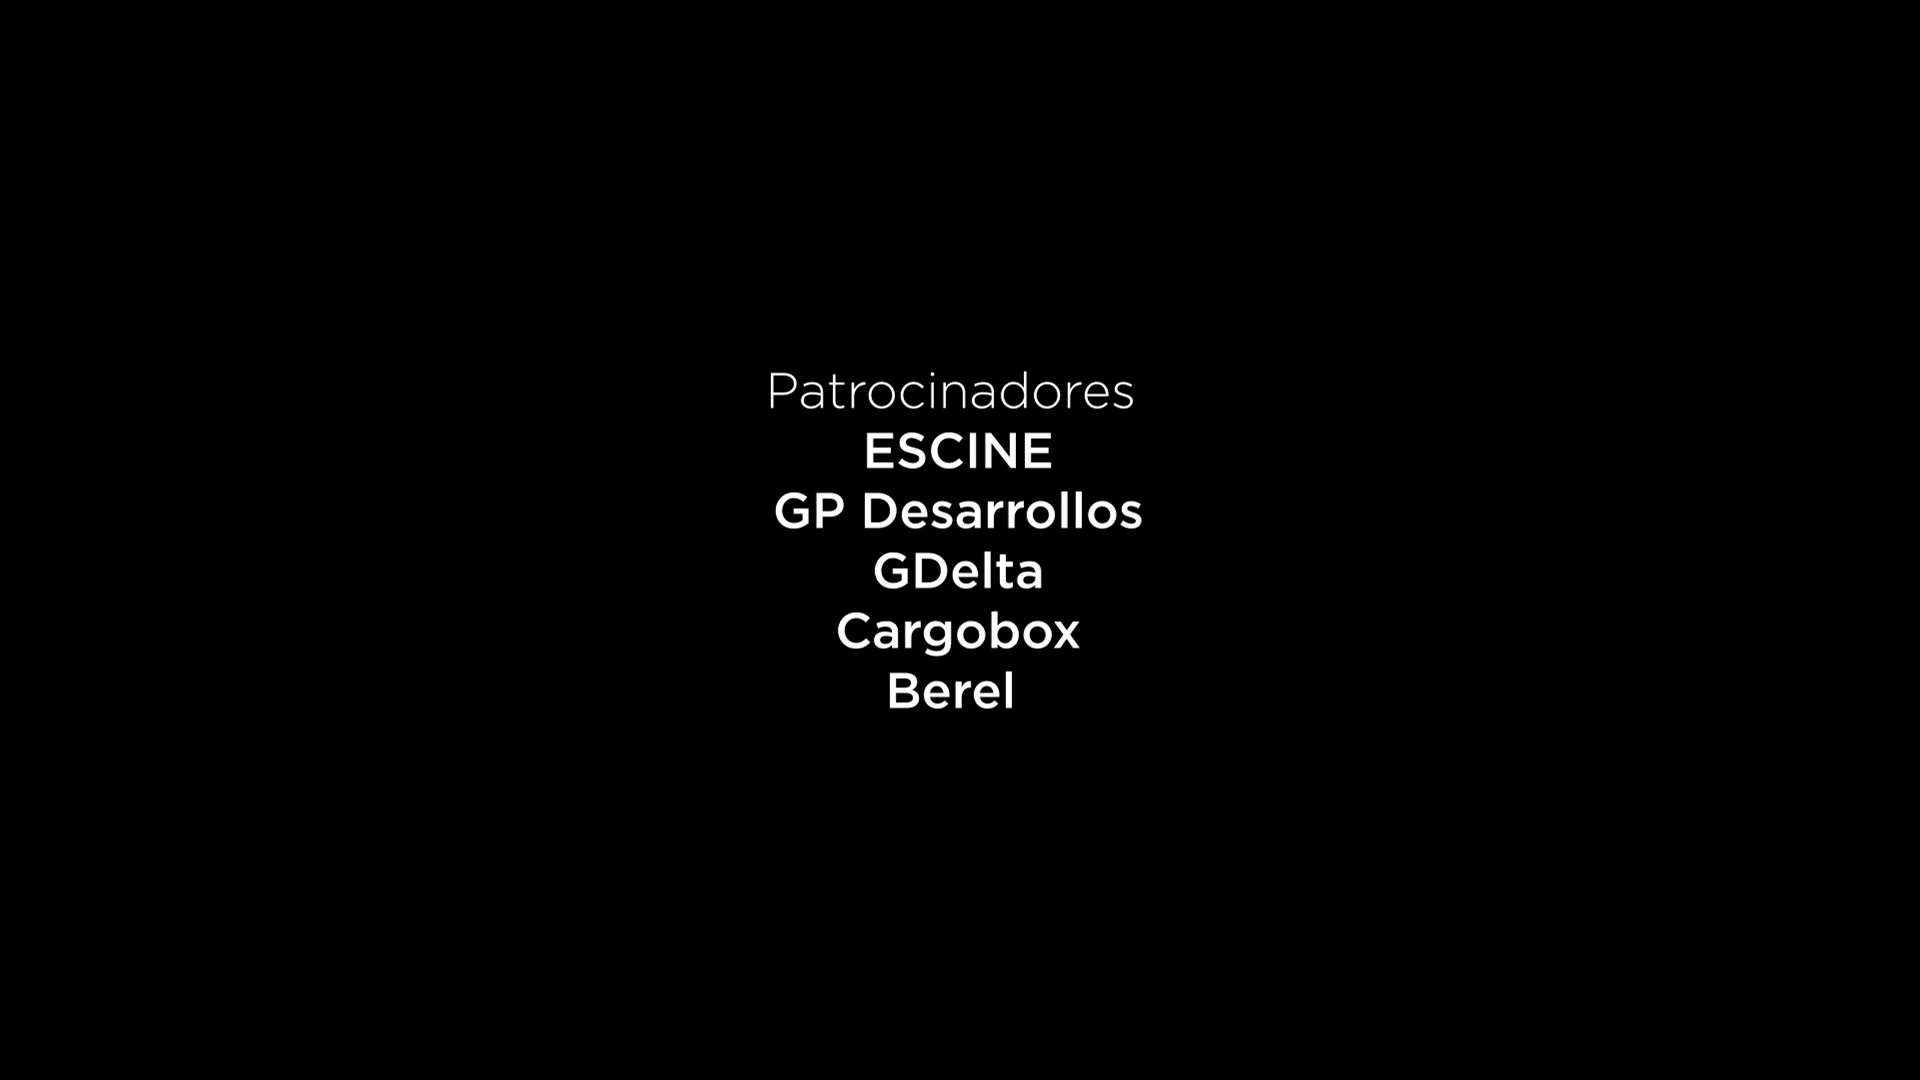 Patrocinadores
ESCINE
GP Desarrollos
GDelta
Cargobox
Berel